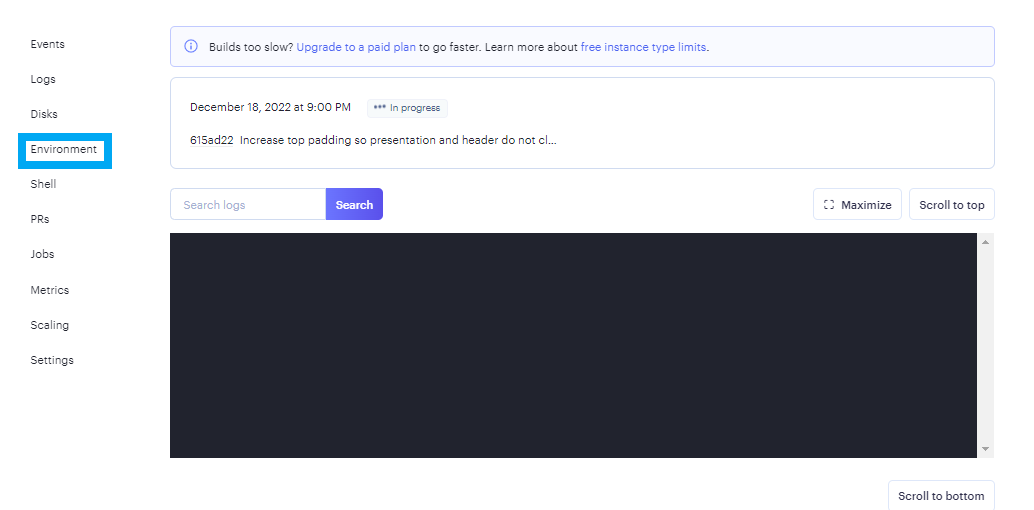 Events
Logs
Disks
Environment
Shell
PRs
Jobs
Metrics
Scaling
Settings
Builds too slow? Upgrade to a paid plan to go faster. Learn more about free instance type limits.
December 18, 2022 at 9:00 PM
In progress
615ad22 Increase top padding so presentation and header do not cl...
Search logs
Search
Maximize
Scroll to top
Scroll to bottom